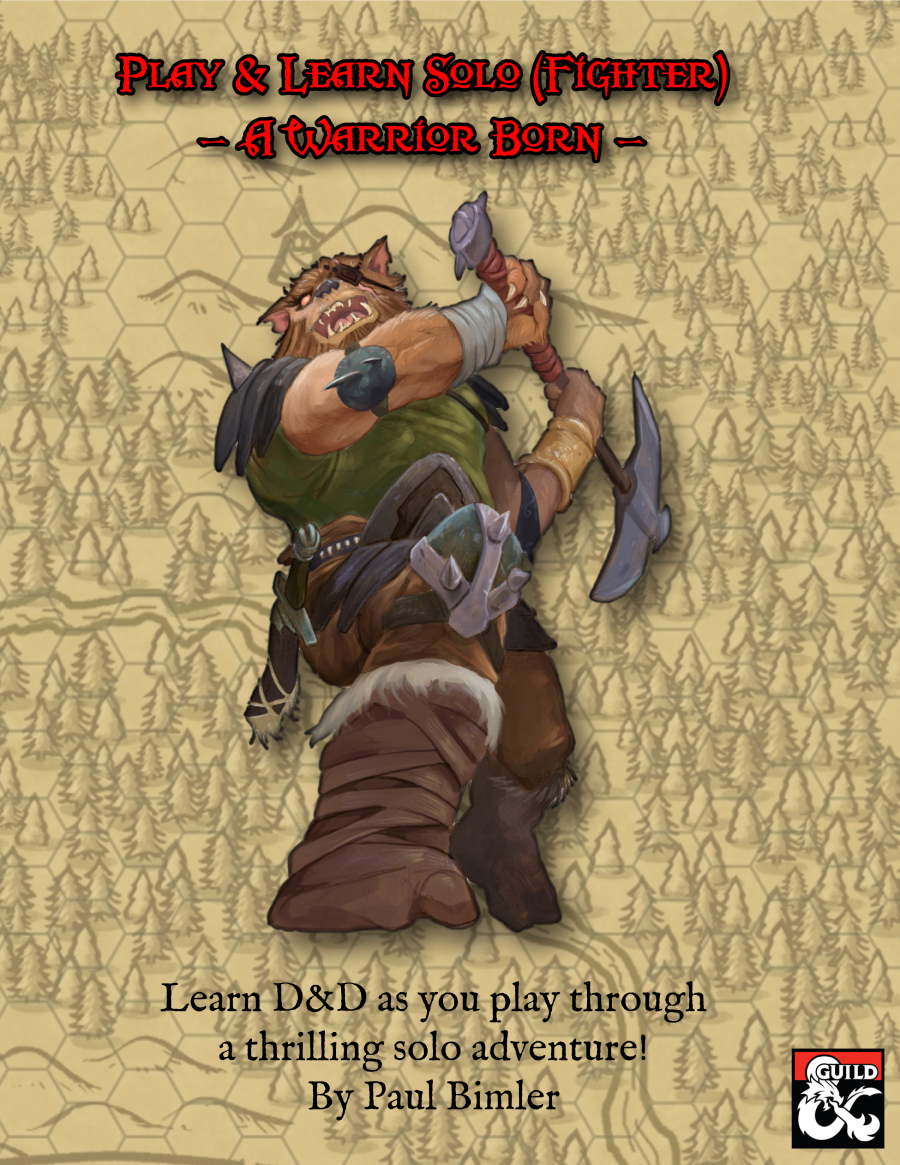 Play & Learn Solo (Fighter)
– A Warrior Born –
Learn D&D as you play through
a thrilling solo adventure!
By Paul Bimler
GUILD